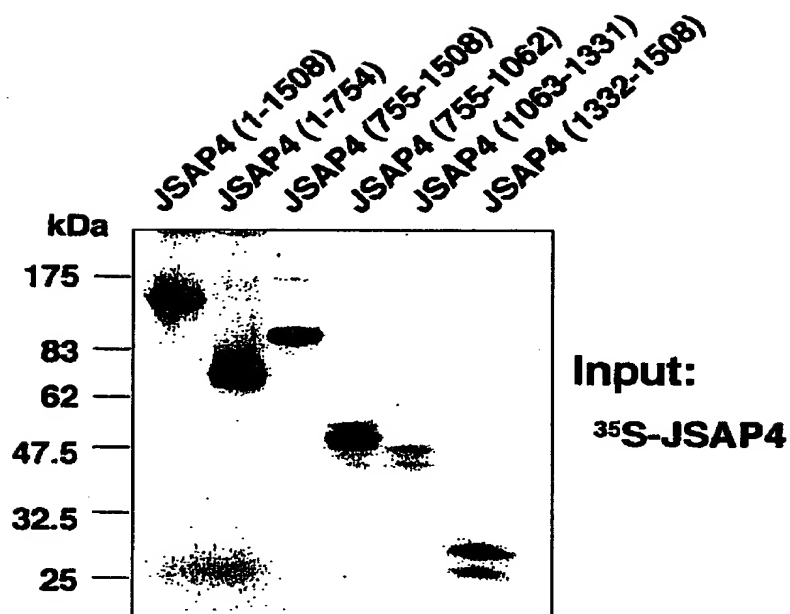 JSAP4 (1-1508)
JSAP4 (1-754)
JSAP4 (755-1508)
JSAP4 (755-1062)
JSAP4 (1063-1331)
JSAP4 (1332-1508)
kDa
175
83
62
47.5
32.5
25
Input:
³⁵S-JSAP4